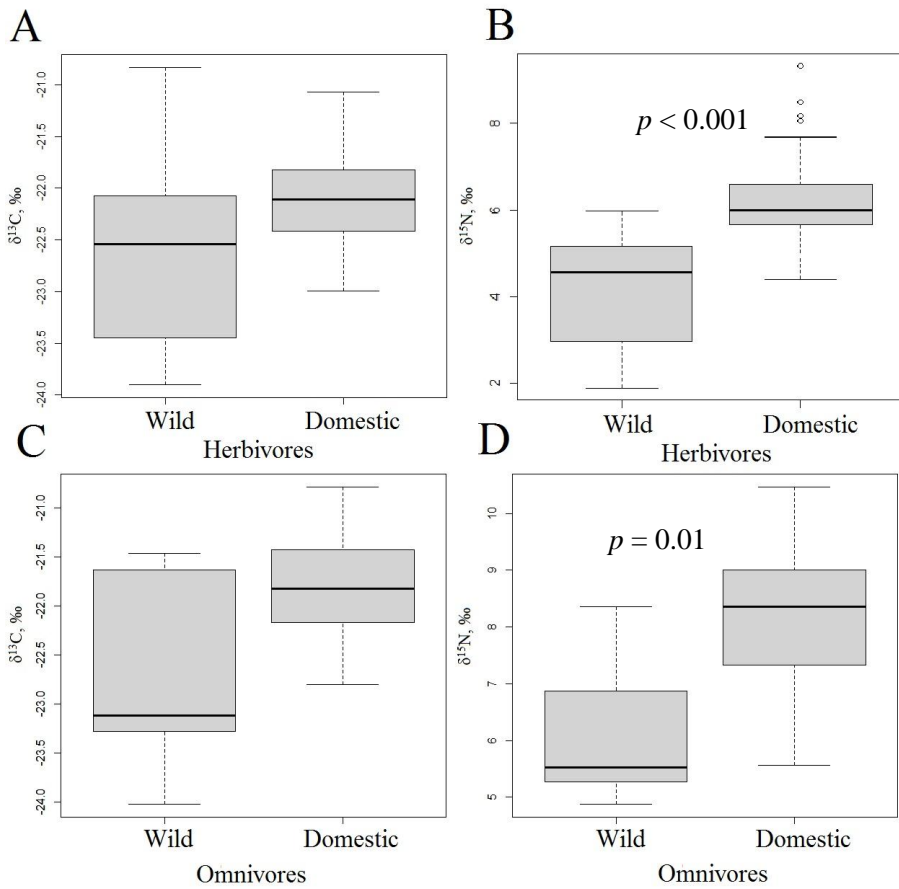 A
δ¹³C, ‰
-21.0
-21.5
-22.0
-22.5
-23.0
-23.5
-24.0
Wild
Domestic
Herbivores
B
δ¹⁵N, ‰
8
6
4
2
p < 0.001
Wild
Domestic
Herbivores
C
δ¹³C, ‰
-21.0
-21.5
-22.0
-22.5
-23.0
-23.5
-24.0
Wild
Domestic
Omnivores
D
δ¹⁵N, ‰
10
9
8
7
6
5
p = 0.01
Wild
Domestic
Omnivores